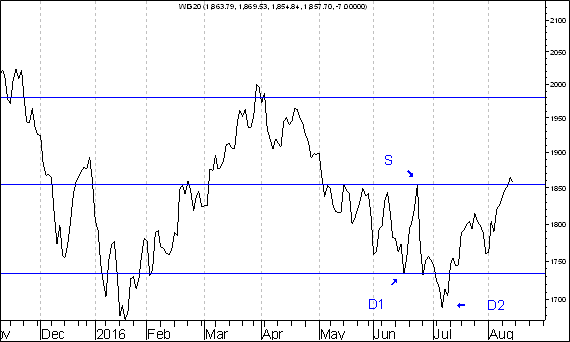 WIG20 (1,863.79, 1,869.53, 1,854.84, 1,857.70, -7.00000)
2100
2050
2000
1950
1900
1850
1800
1750
1700
S
D1
D2
Dec
2016
Feb
Mar
Apr
May
Jun
Jul
Aug